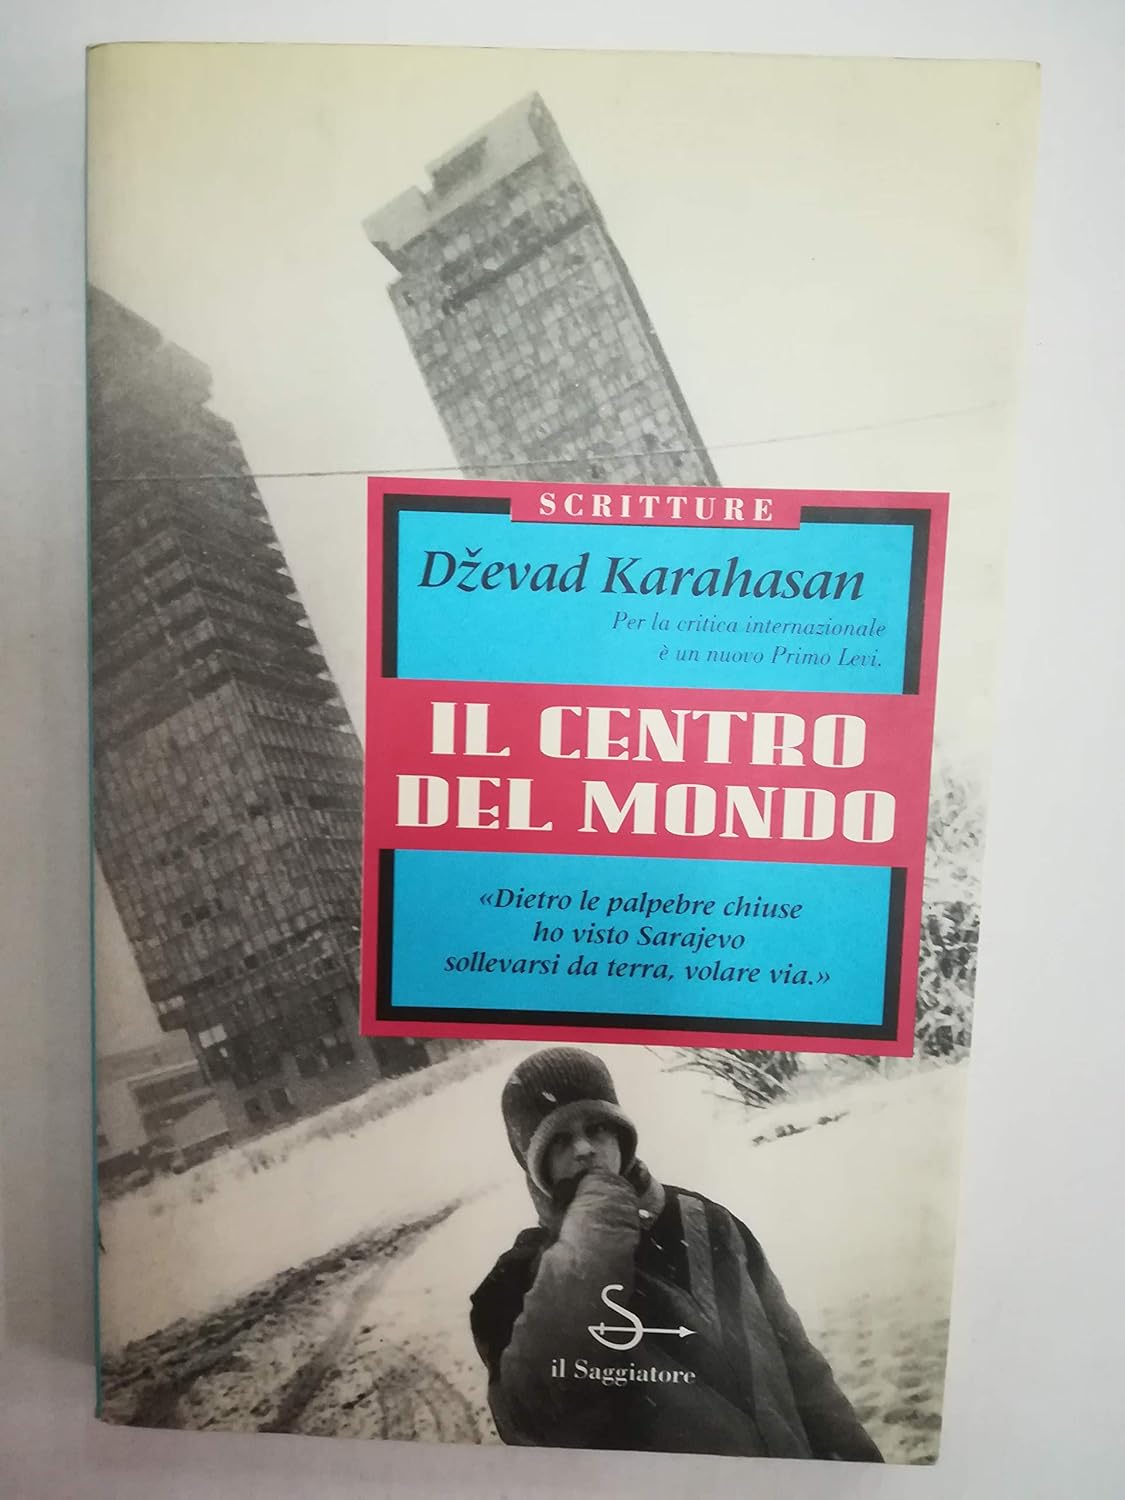 SCRITTURE
Dževad Karahasan
Per la critica internazionale
è un nuovo Primo Levi.
IL CENTRO
DEL MONDO
«Dietro le palpebre chiuse
ho visto Sarajevo
sollevarsi da terra, volare via.»
il Saggiatore